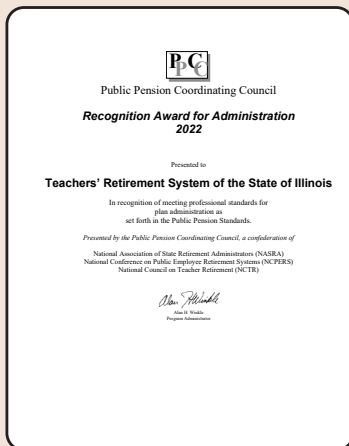 PPCC
Public Pension Coordinating Council
Recognition Award for Administration
2022
Presented to
Teachers' Retirement System of the State of Illinois
In recognition of meeting professional standards for
plan administration as
set forth in the Public Pension Standards.
Presented by the Public Pension Coordinating Council, a confederation of
National Association of State Retirement Administrators (NASRA)
National Conference on Public Employee Retirement Systems (NCPERS)
National Council on Teacher Retirement (NCTR)
Alan H. Winkle
Alan H. Winkle
Program Administrator